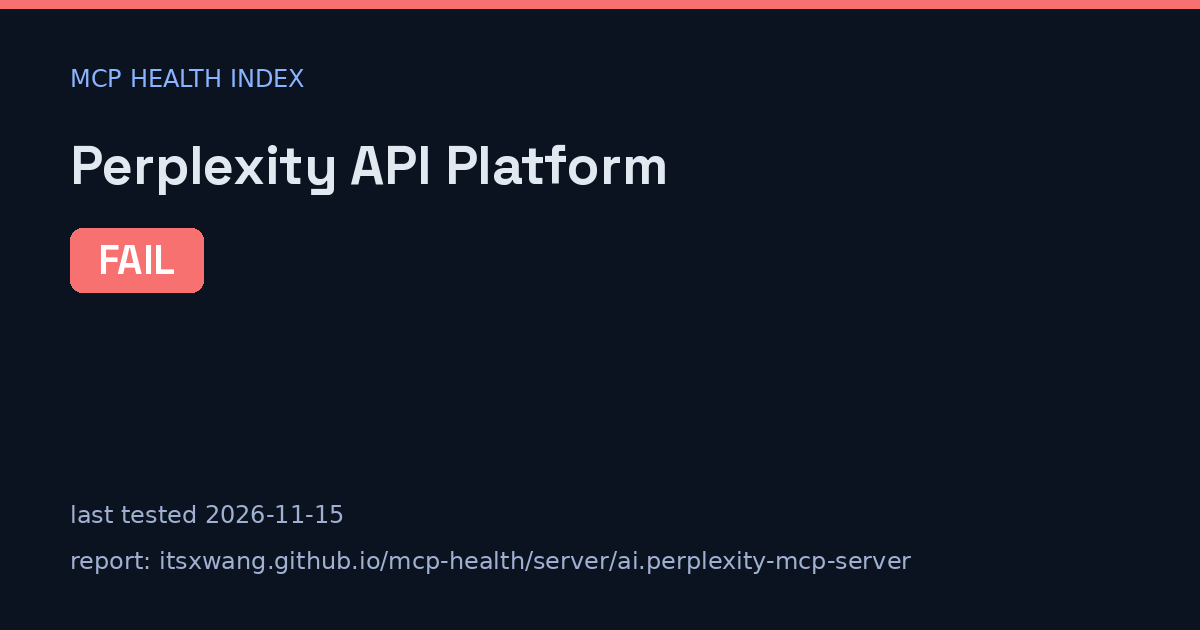 MCP HEALTH INDEX
Perplexity API Platform
FAIL
last tested 2026-11-15
report: itsxwang.github.io/mcp-health/server/ai.perplexity-mcp-server